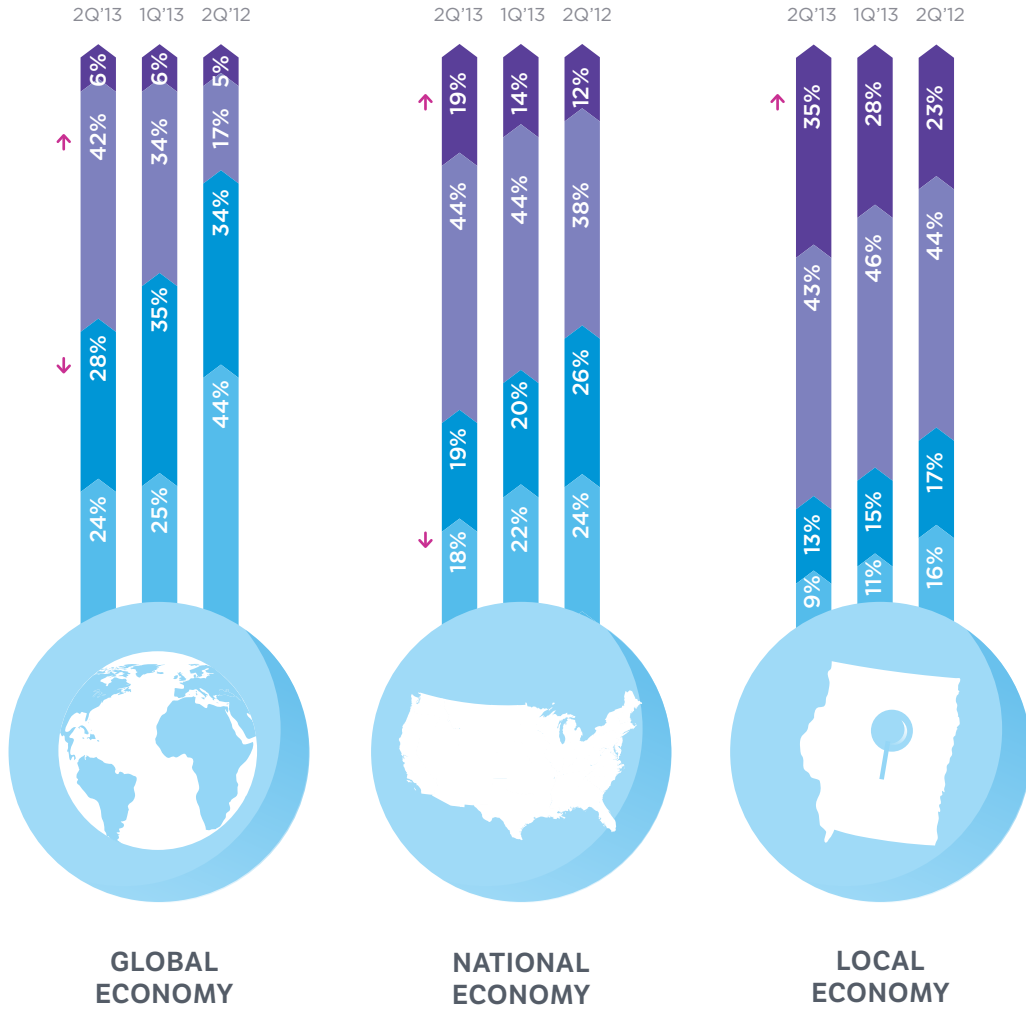 2Q'13 1Q'13 2Q'12
6% 6% 5%
42% 34% 17%
28% 35% 34%
24% 25% 44%
GLOBAL
ECONOMY
2Q'13 1Q'13 2Q'12
19% 14% 12%
44% 44% 38%
19% 20% 26%
18% 22% 24%
NATIONAL
ECONOMY
2Q'13 1Q'13 2Q'12
35% 28% 23%
43% 46% 44%
13% 15% 17%
9% 11% 16%
LOCAL
ECONOMY